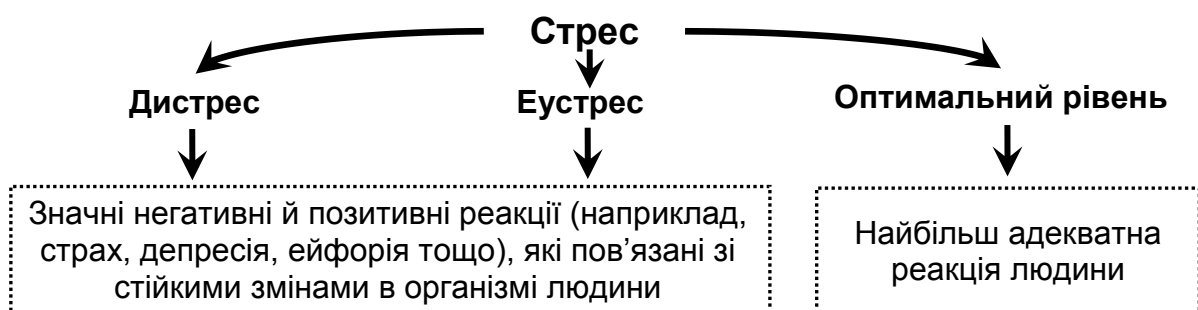 Стрес
Дистрес
Еустрес
Оптимальний рівень
Значні негативні й позитивні реакції (наприклад,
страх, депресія, ейфорія тощо), які пов’язані зі
стійкими змінами в організмі людини
Найбільш адекватна
реакція людини